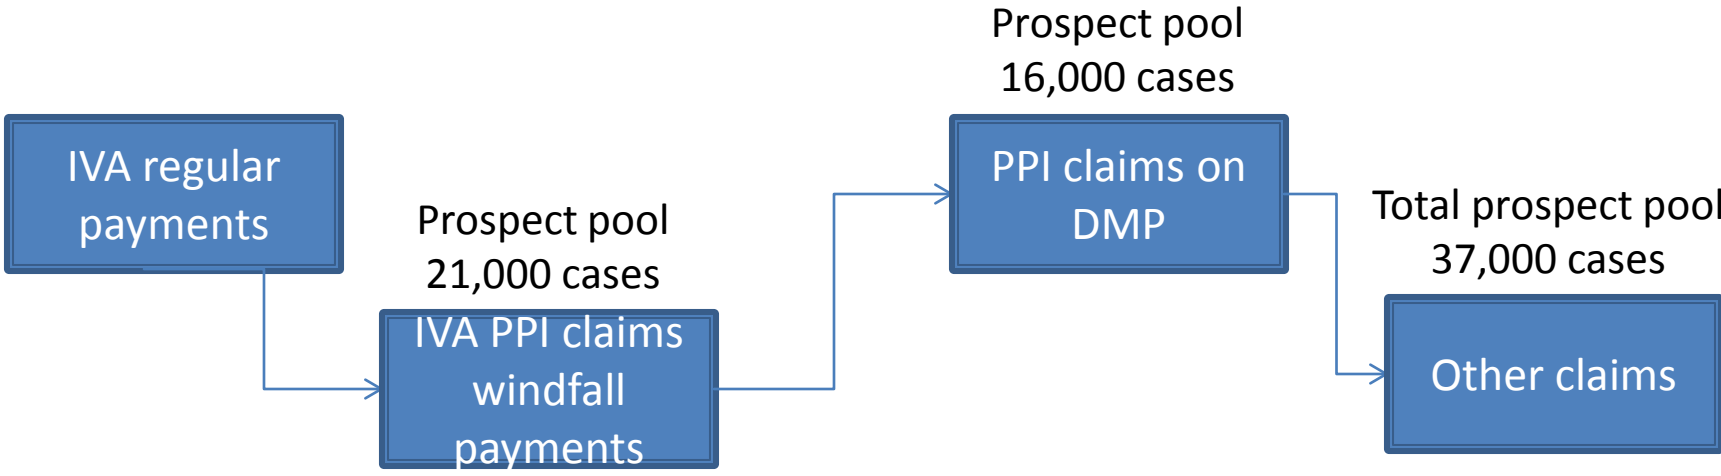 IVA regular
payments
Prospect pool
21,000 cases
IVA PPI claims
windfall
payments
Prospect pool
16,000 cases
PPI claims on
DMP
Total prospect pool
37,000 cases
Other claims